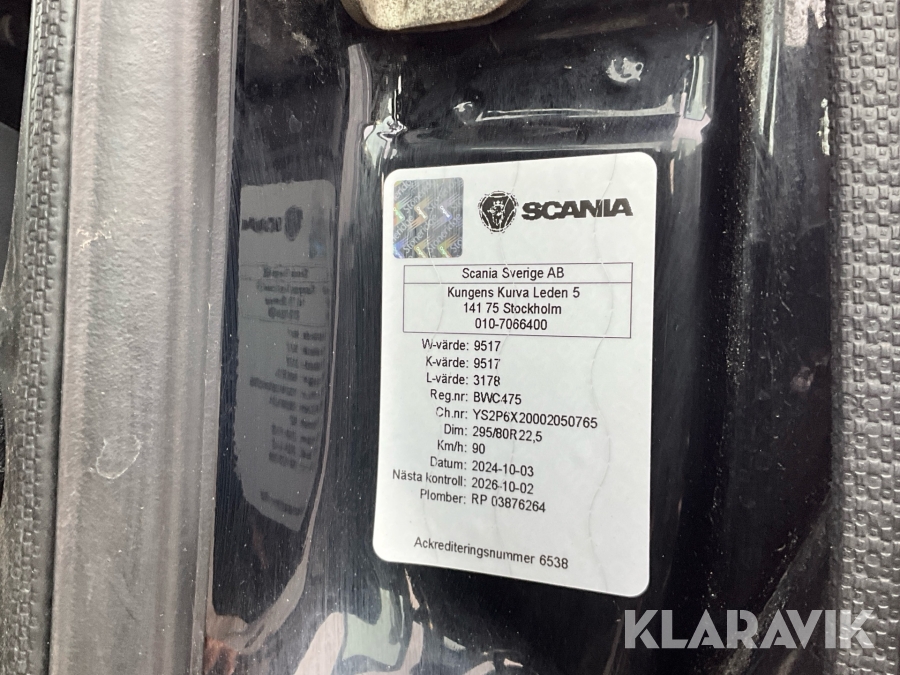 SCANIA
Scania Sverige AB
Kungens Kurva Leden 5
141 75 Stockholm
010-7066400
W-värde: 9517
K-värde: 9517
L-värde: 3178
Reg.nr: BWC475
Ch.nr: YS2P6X20002050765
Dim: 295/80R22,5
Km/h: 90
Datum: 2024-10-03
Nästa kontroll: 2026-10-02
Plomber: RP 03876264
Ackrediteringsnummer 6538
KLARAVIK